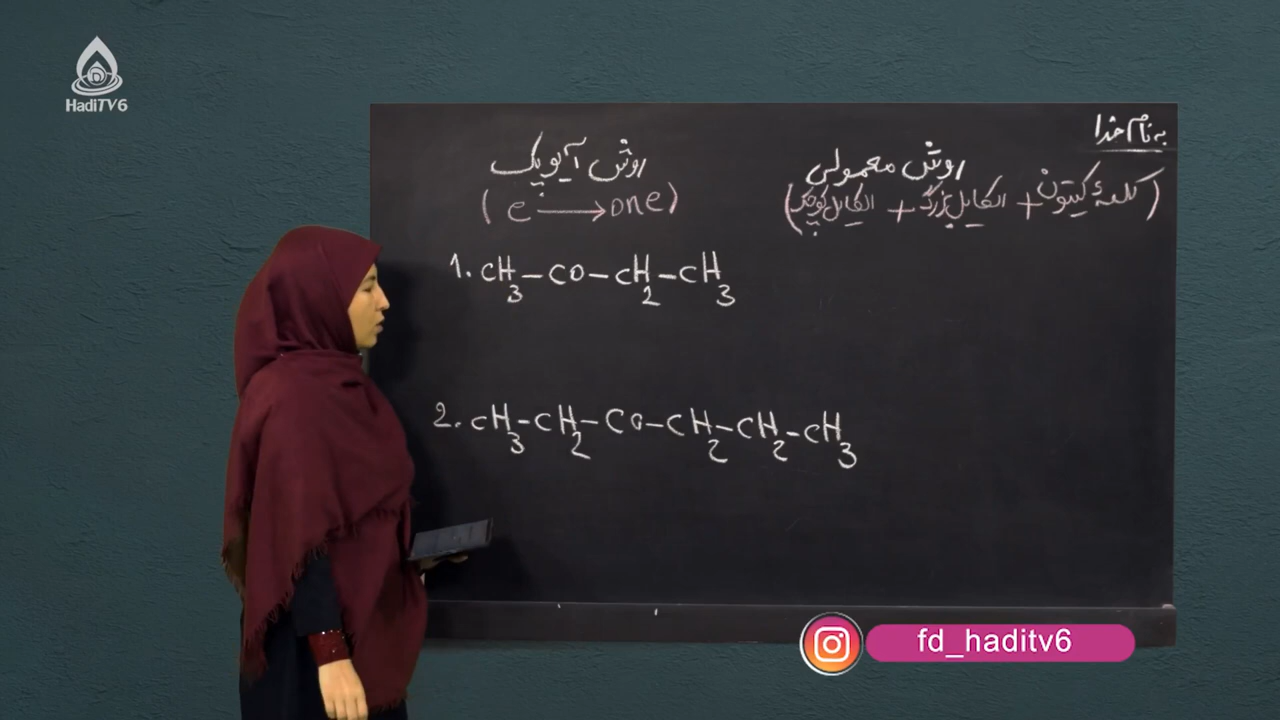 HadiTV6
به نام خدا
روش معمولی
(کلمهٔ کیتون + الکایل بزرگ + الکایل کوچک)
روش آیوپک
(e → one)
1. CH3 – CO – CH2 – CH3
2. CH3 – CH2 – CO – CH2 – CH2 – CH3
fd_haditv6